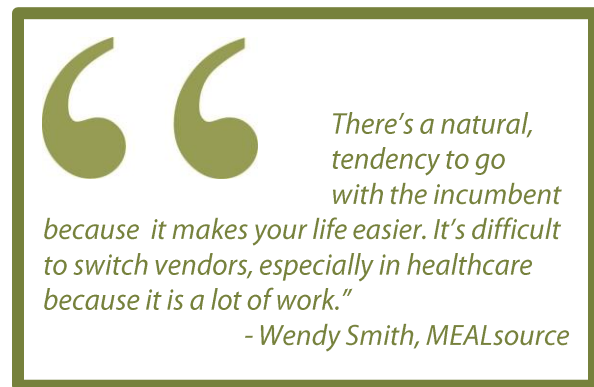 “
There’s a natural,
tendency to go
with the incumbent
because  it makes your life easier. It’s difficult
to switch vendors, especially in healthcare
because it is a lot of work.”
- Wendy Smith, MEALsource